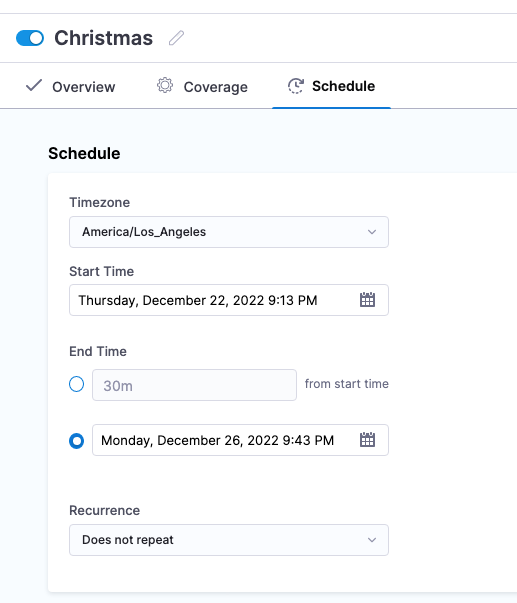 Christmas
Overview Coverage Schedule
Schedule
Timezone
America/Los_Angeles
Start Time
Thursday, December 22, 2022 9:13 PM
End Time
30m from start time
Monday, December 26, 2022 9:43 PM
Recurrence
Does not repeat